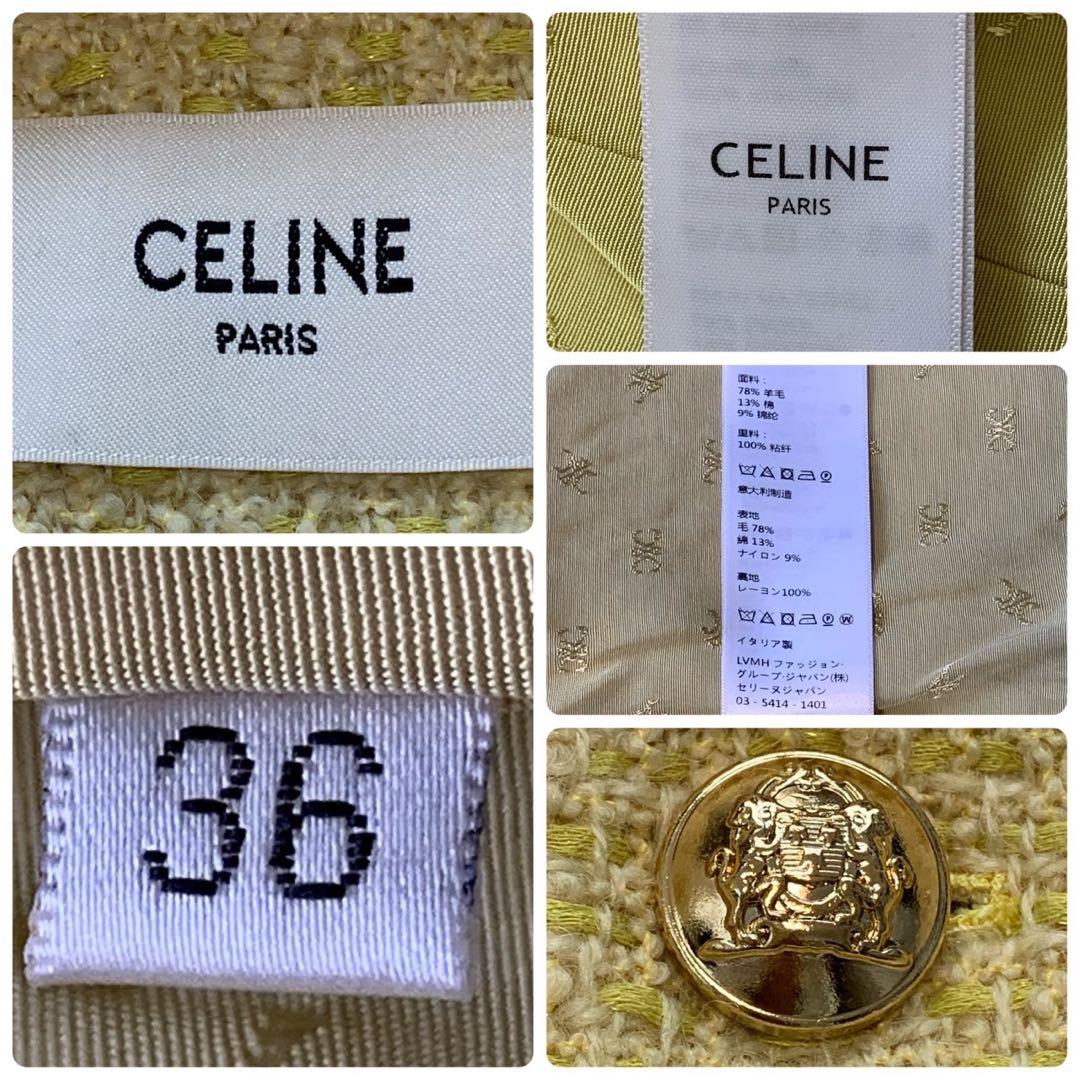 CELINE
PARIS
CELINE
PARIS
面料：
78% 羊毛
13% 棉
9% 锦纶
里料：
100% 粘纤
意大利制造
表地
毛 78%
綿 13%
ナイロン 9%
裏地
レーヨン100%
W
イタリア製
LVMH ファッション·
グループ·ジャパン(株)
セリーヌジャパン
03 - 5414 - 1401
36